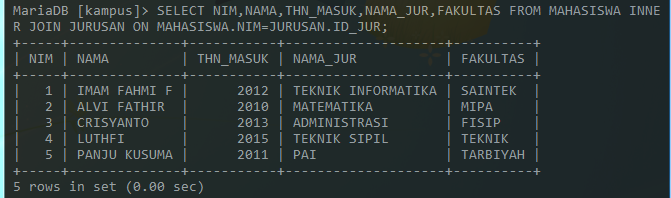 MariaDB [kampus]> SELECT NIM,NAMA,THN_MASUK,NAMA_JUR,FAKULTAS FROM MAHASISWA INNE
R JOIN JURUSAN ON MAHASISWA.NIM=JURUSAN.ID_JUR;
+-----+---------------+-----------+--------------------+----------+
| NIM | NAMA          | THN_MASUK | NAMA_JUR           | FAKULTAS |
+-----+---------------+-----------+--------------------+----------+
|   1 | IMAM FAHMI F  |      2012 | TEKNIK INFORMATIKA | SAINTEK  |
|   2 | ALVI FATHIR   |      2010 | MATEMATIKA         | MIPA     |
|   3 | CRISYANTO     |      2013 | ADMINISTRASI       | FISIP    |
|   4 | LUTHFI        |      2015 | TEKNIK SIPIL       | TEKNIK   |
|   5 | PANJU KUSUMA  |      2011 | PAI                | TARBIYAH |
+-----+---------------+-----------+--------------------+----------+
5 rows in set (0.00 sec)